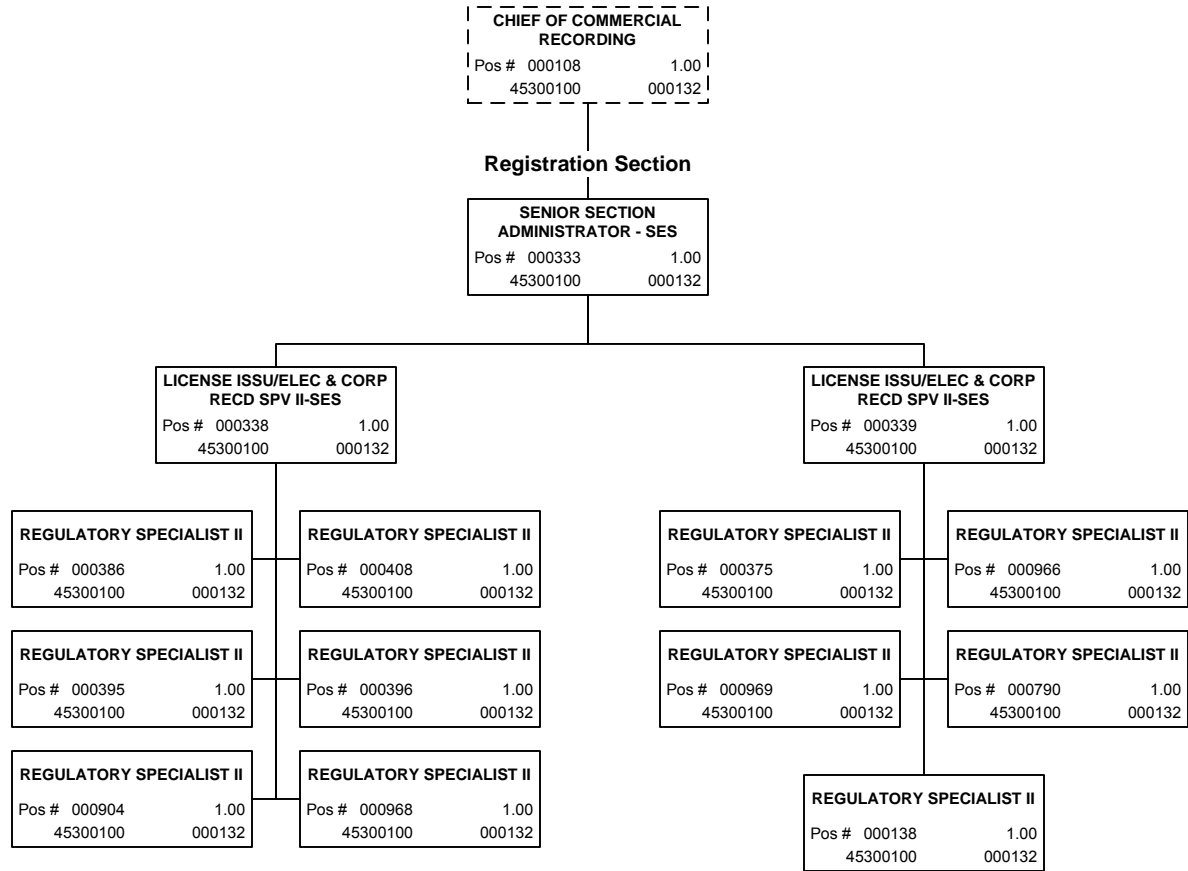 CHIEF OF COMMERCIAL
RECORDING
Pos # 000108 1.00
45300100 000132
Registration Section
SENIOR SECTION
ADMINISTRATOR - SES
Pos # 000333 1.00
45300100 000132
LICENSE ISSU/ELEC & CORP
RECD SPV II-SES
Pos # 000338 1.00
45300100 000132
REGULATORY SPECIALIST II
Pos # 000386 1.00
45300100 000132
REGULATORY SPECIALIST II
Pos # 000408 1.00
45300100 000132
REGULATORY SPECIALIST II
Pos # 000395 1.00
45300100 000132
REGULATORY SPECIALIST II
Pos # 000396 1.00
45300100 000132
REGULATORY SPECIALIST II
Pos # 000904 1.00
45300100 000132
REGULATORY SPECIALIST II
Pos # 000968 1.00
45300100 000132
LICENSE ISSU/ELEC & CORP
RECD SPV II-SES
Pos # 000339 1.00
45300100 000132
REGULATORY SPECIALIST II
Pos # 000375 1.00
45300100 000132
REGULATORY SPECIALIST II
Pos # 000966 1.00
45300100 000132
REGULATORY SPECIALIST II
Pos # 000969 1.00
45300100 000132
REGULATORY SPECIALIST II
Pos # 000790 1.00
45300100 000132
REGULATORY SPECIALIST II
Pos # 000138 1.00
45300100 000132